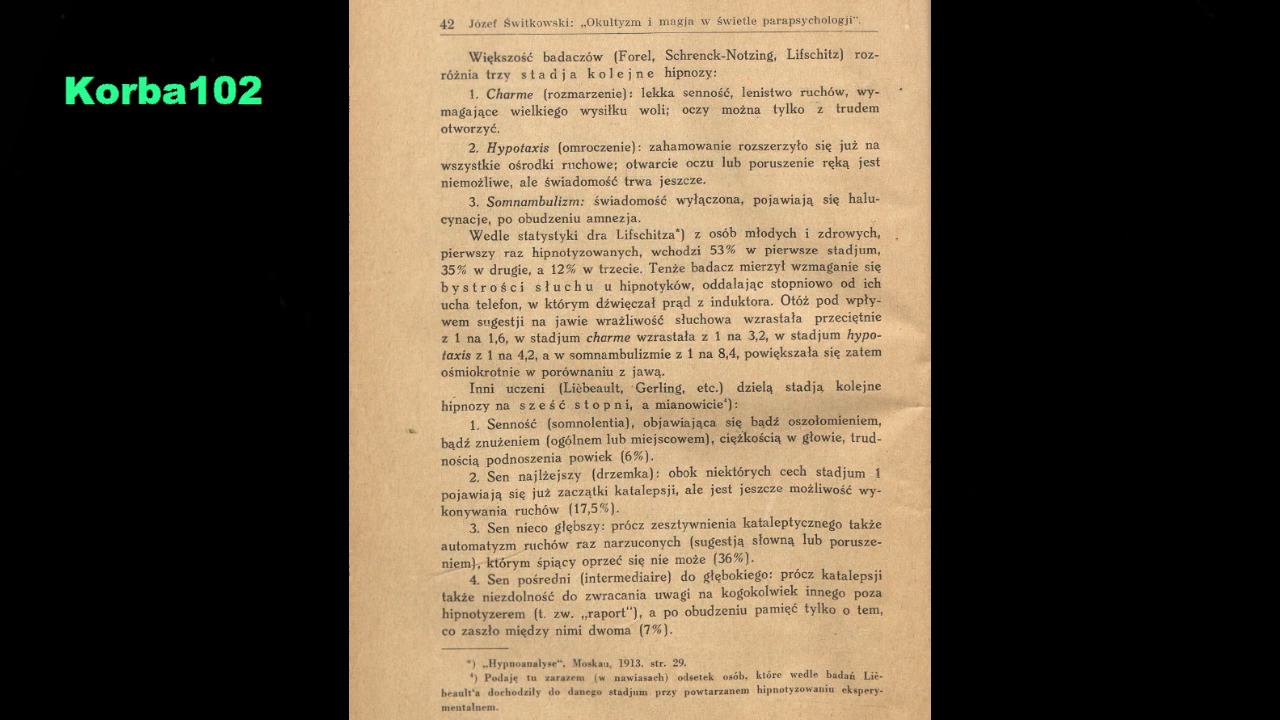 Korba102
42 Józef Świtkowski: „Okultyzm i magja w świetle parapsychologji“.
Większość badaczów (Forel, Schrenck-Notzing, Lifschitz) roz-
różnia trzy stadja kolejne hipnozy:
1. Charme (rozmarzenie): lekka senność, lenistwo ruchów, wy-
magające wielkiego wysiłku woli; oczy można tylko z trudem
otworzyć.
2. Hypotaxis (omroczenie): zahamowanie rozszerzyło się już na
wszystkie ośrodki ruchowe; otwarcie oczu lub poruszenie ręką jest
niemożliwe, ale świadomość trwa jeszcze.
3. Somnambulizm: świadomość wyłączona, pojawiają się halu-
cynacje, po obudzeniu amnezja.
Wedle statystyki dra Lifschitza*) z osób młodych i zdrowych,
pierwszy raz hipnotyzowanych, wchodzi 53% w pierwsze stadjum,
35% w drugie, a 12% w trzecie. Tenże badacz mierzył wzmaganie się
bystrości słuchu u hipnotyków, oddalając stopniowo od ich
ucha telefon, w którym dźwięczał prąd z induktora. Otóż pod wpły-
wem sugestji na jawie wrażliwość słuchowa wzrastała przeciętnie
z 1 na 1,6, w stadjum charme wzrastała z 1 na 3,2, w stadjum hypo-
taxis z 1 na 4,2, a w somnambulizmie z 1 na 8,4, powiększała się zatem
ośmiokrotnie w porównaniu z jawą.
Inni uczeni (Lièbeault, Gerling, etc.) dzielą stadja kolejne
hipnozy na sześć stopni, a mianowicie⁴):
1. Senność (somnolentia), objawiająca się bądź oszołomieniem,
bądź znużeniem (ogólnem lub miejscowem), ciężkością w głowie, trud-
nością podnoszenia powiek (6%).
2. Sen najlżejszy (drzemka): obok niektórych cech stadjum 1
pojawiają się już zaczątki katalepsji, ale jest jeszcze możliwość wy-
konywania ruchów (17,5%).
3. Sen nieco głębszy: prócz zesztywnienia kataleptycznego także
automatyzm ruchów raz narzuconych (sugestją słowną lub porusze-
niem), którym śpiący oprzeć się nie może (36%).
4. Sen pośredni (intermediaire) do głębokiego: prócz katalepsji
także niezdolność do zwracania uwagi na kogokolwiek innego poza
hipnotyzerem (t. zw. „raport“), a po obudzeniu pamięć tylko o tem,
co zaszło między nimi dwoma (7%).
*) „Hypnoanalyse“, Moskau, 1913, str. 29.
⁴) Podaję tu zarazem (w nawiasach) odsetek osób, które wedle badań Liè-
beault'a dochodziły do danego stadjum przy powtarzanem hipnotyzowaniu ekspery-
mentalnem.